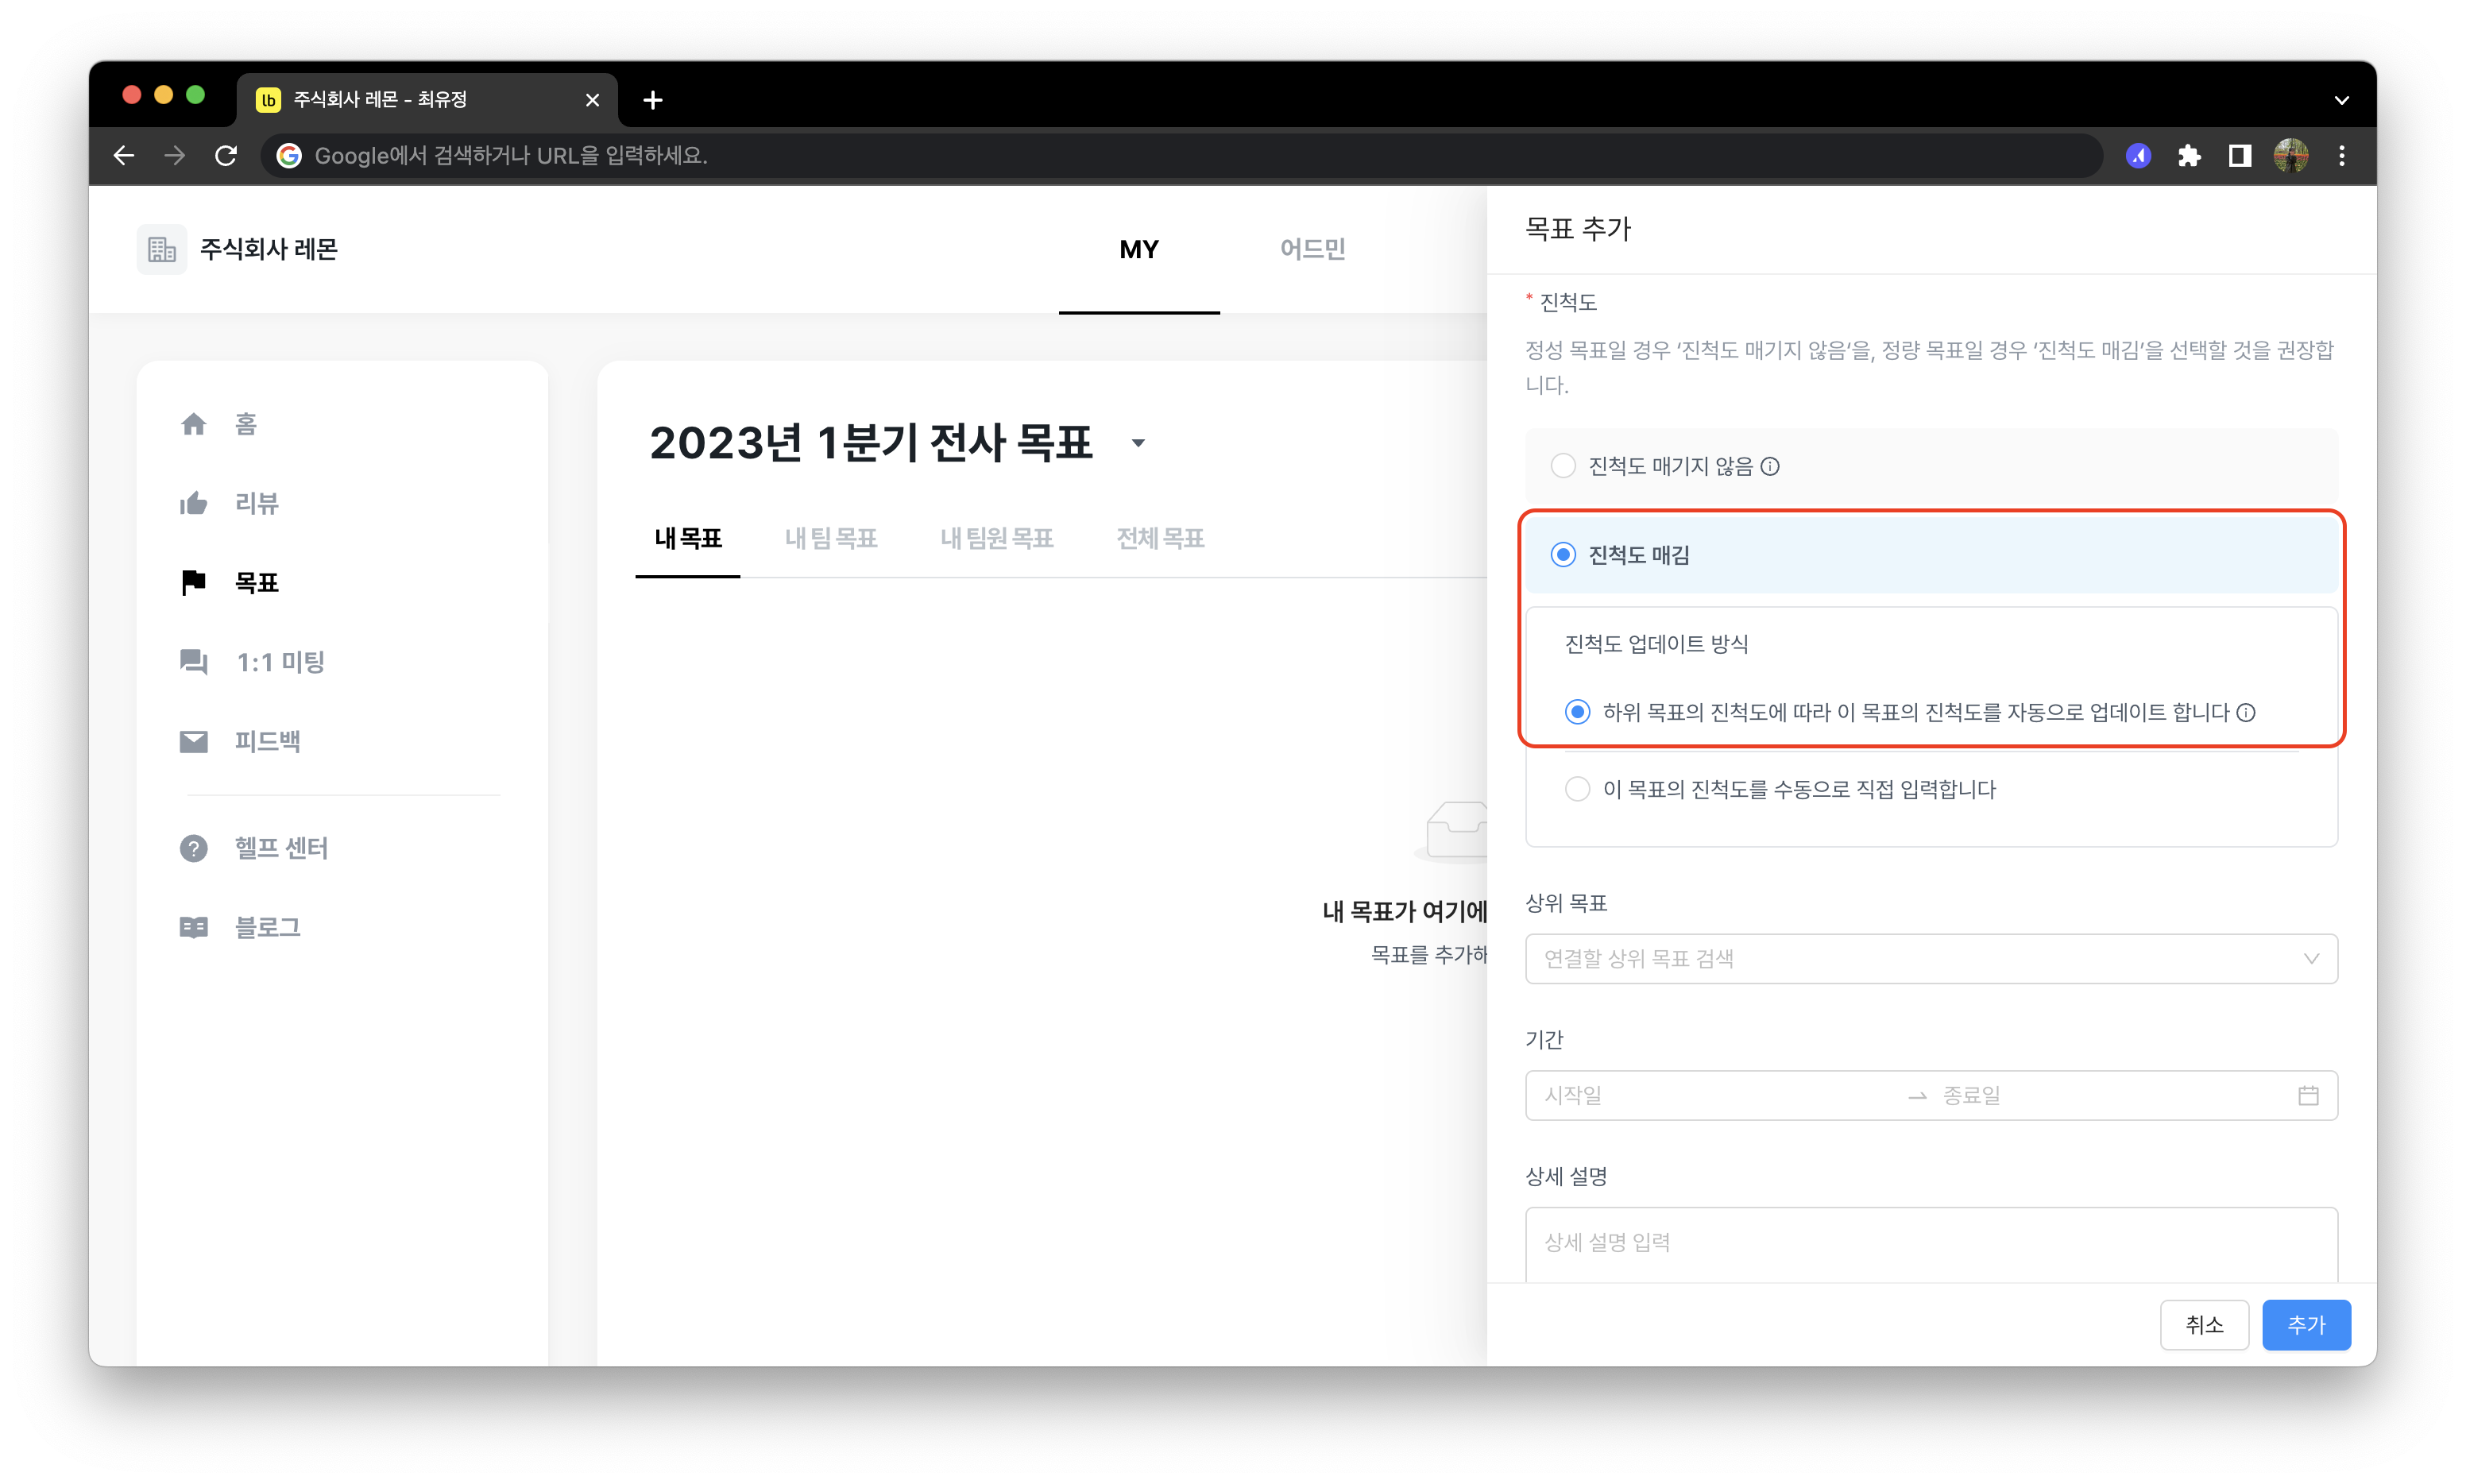 lb 주식회사 레몬 - 최유정
Google에서 검색하거나 URL을 입력하세요.
주식회사 레몬
MY
어드민
홈
리뷰
목표
1:1 미팅
피드백
헬프 센터
블로그
2023년 1분기 전사 목표
내 목표
내 팀 목표
내 팀원 목표
전체 목표
내 목표가 여기에
목표를 추가해
목표 추가
* 진척도
정성 목표일 경우 ‘진척도 매기지 않음’을, 정량 목표일 경우 ‘진척도 매김’을 선택할 것을 권장합
니다.
진척도 매기지 않음
진척도 매김
진척도 업데이트 방식
하위 목표의 진척도에 따라 이 목표의 진척도를 자동으로 업데이트 합니다
이 목표의 진척도를 수동으로 직접 입력합니다
상위 목표
연결할 상위 목표 검색
기간
시작일 → 종료일
상세 설명
상세 설명 입력
취소
추가